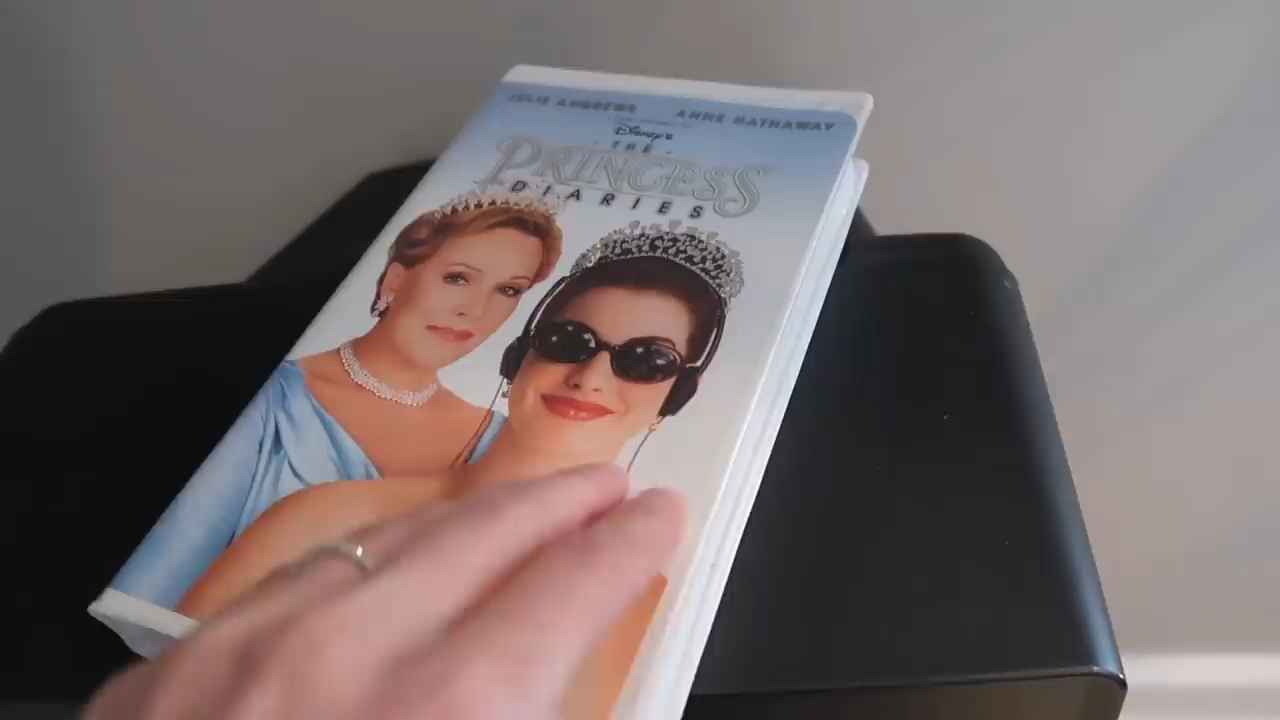 JULIE ANDREWS ANNE HATHAWAY
Disney's
THE
PRINCESS
DIARIES